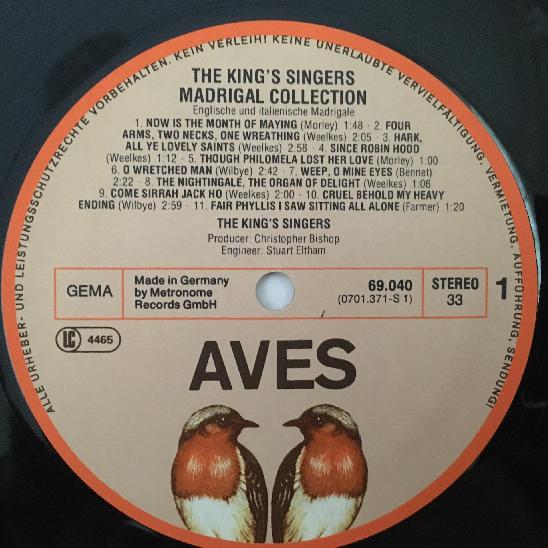 ALLE URHEBER- UND LEISTUNGSSCHUTZRECHTE VORBEHALTEN. KEIN VERLEIH! KEINE UNERLAUBTE VERVIELFÄLTIGUNG, VERMIETUNG, AUFFÜHRUNG, SENDUNG!
THE KING'S SINGERS
MADRIGAL COLLECTION
Englische und italienische Madrigale
1. NOW IS THE MONTH OF MAYING (Morley) 1:48 · 2. FOUR
ARMS, TWO NECKS, ONE WREATHING (Weelkes) 2:05 · 3. HARK,
ALL YE LOVELY SAINTS (Weelkes) 2:58 · 4. SINCE ROBIN HOOD
(Weelkes) 1:12 · 5. THOUGH PHILOMELA LOST HER LOVE (Morley) 1:00
6. O WRETCHED MAN (Wilbye) 2:42 · 7. WEEP, O MINE EYES (Bennet)
2:22 · 8. THE NIGHTINGALE, THE ORGAN OF DELIGHT (Weelkes) 1:06
9. COME SIRRAH JACK HO (Weelkes) 2:00 · 10. CRUEL BEHOLD MY HEAVY
ENDING (Wilbye) 2:59 · 11. FAIR PHYLLIS I SAW SITTING ALL ALONE (Farmer) 1:20
THE KING'S SINGERS
Producer: Christopher Bishop
Engineer: Stuart Eltham
GEMA
Made in Germany
by Metronome
Records GmbH
69.040
(0701.371-S 1)
STEREO
33
1
LC 4465
AVES